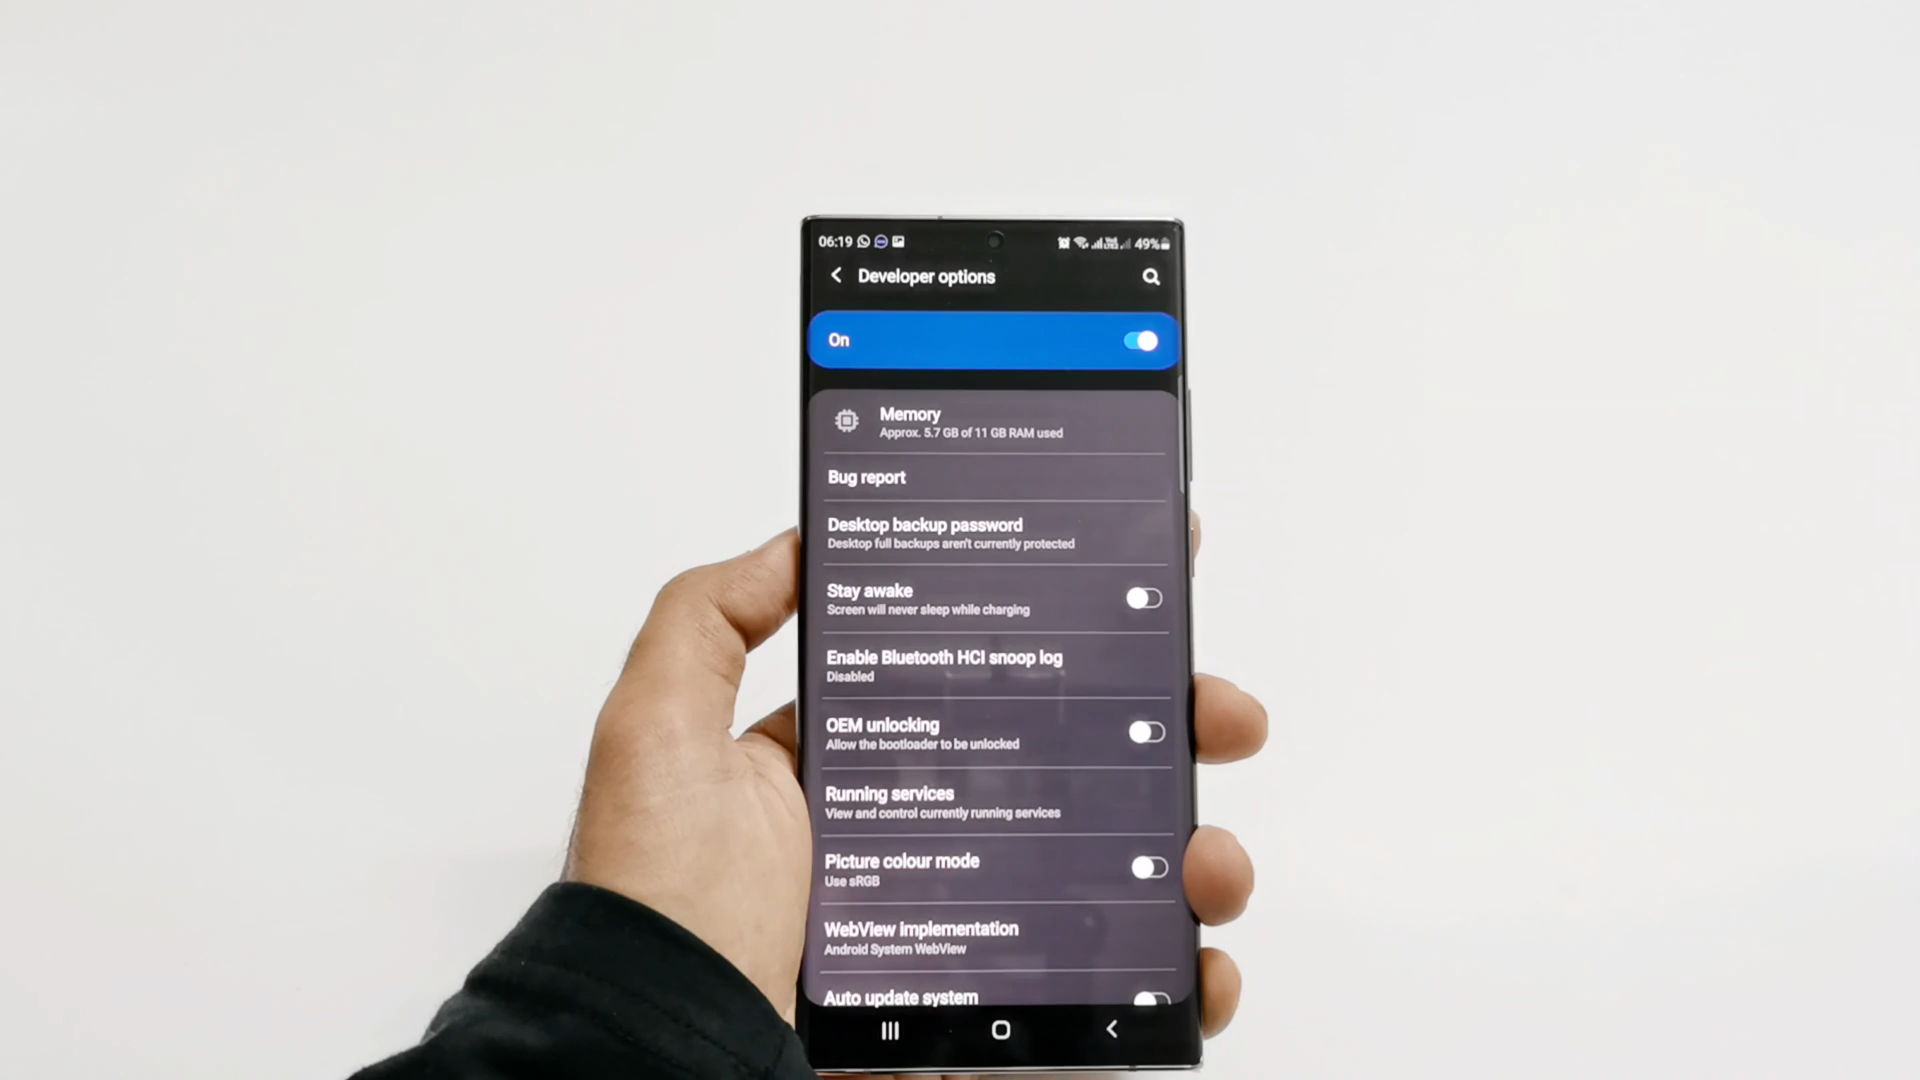 06:19 49%
Developer options
On
Memory
Approx. 5.7 GB of 11 GB RAM used
Bug report
Desktop backup password
Desktop full backups aren't currently protected
Stay awake
Screen will never sleep while charging
Enable Bluetooth HCI snoop log
Disabled
OEM unlocking
Allow the bootloader to be unlocked
Running services
View and control currently running services
Picture colour mode
Use sRGB
WebView implementation
Android System WebView
Auto update system